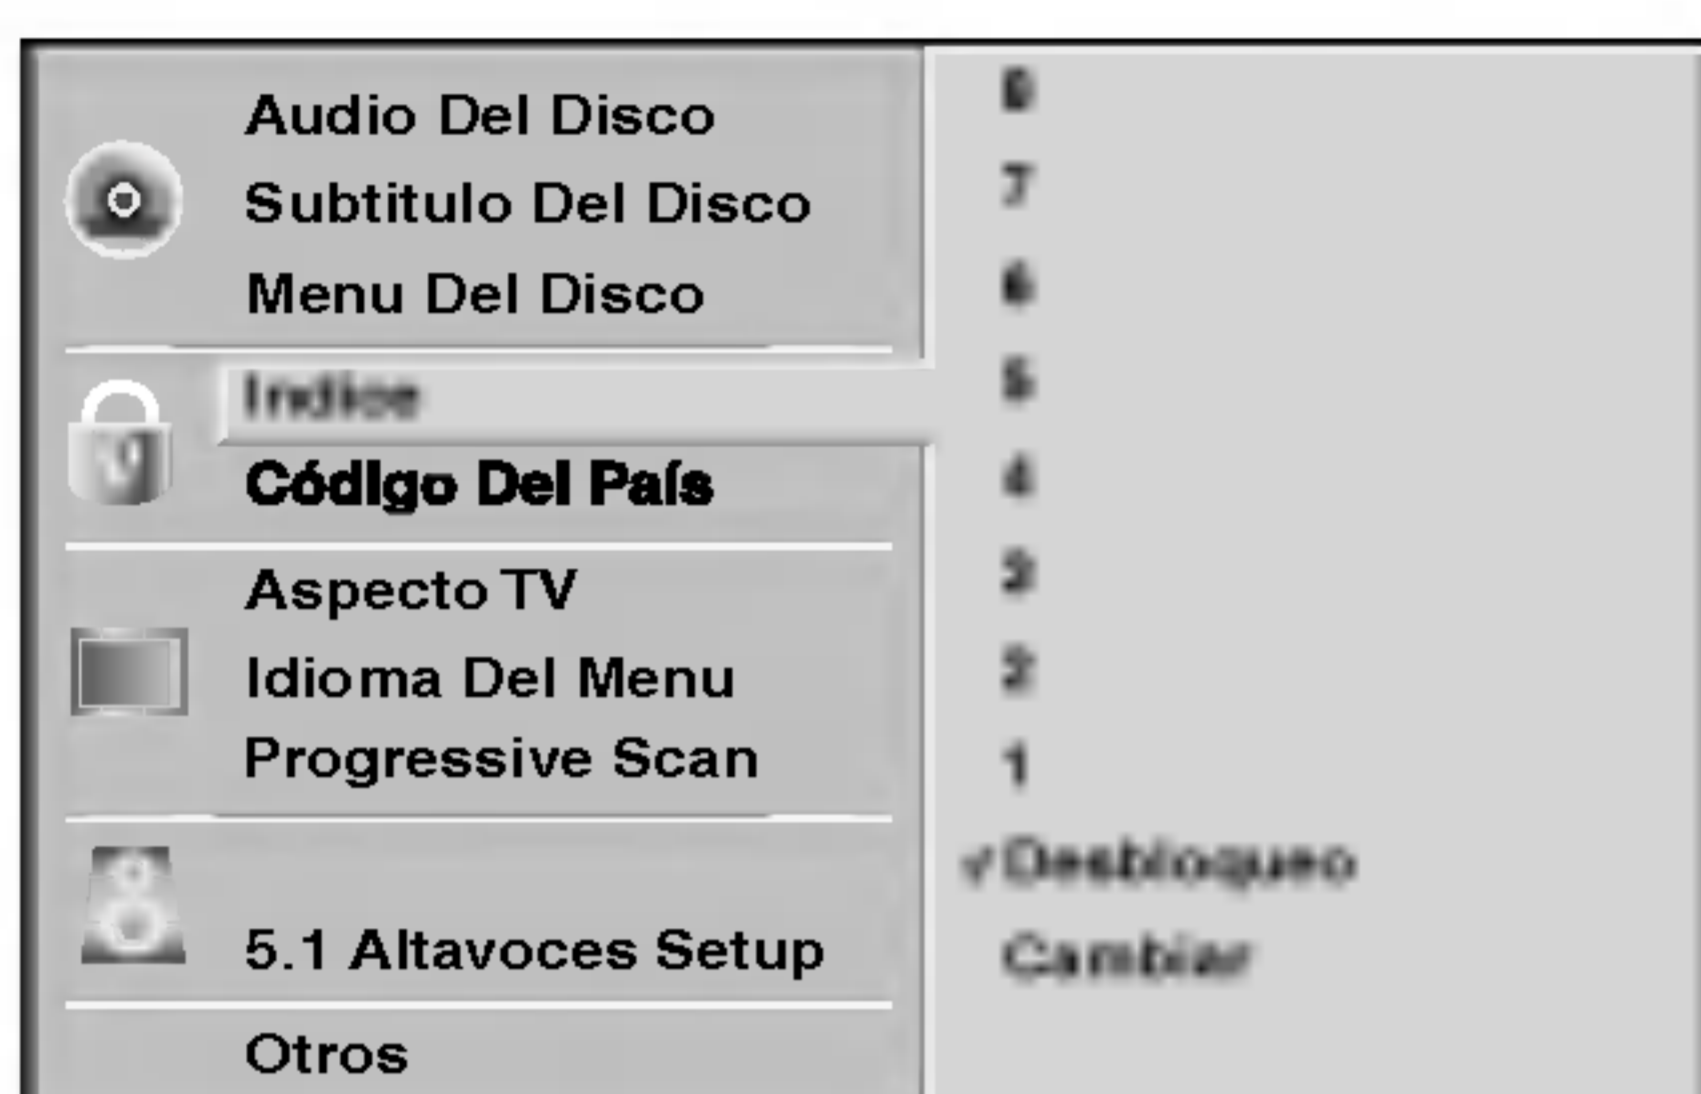 Audio Del Disco
Subtitulo Del Disco
Menu Del Disco
Indice
Código Del País
Aspecto TV
Idioma Del Menu
Progressive Scan
5.1 Altavoces Setup
Otros
8
7
6
5
4
3
2
1
√ Desbloqueo
Cambiar